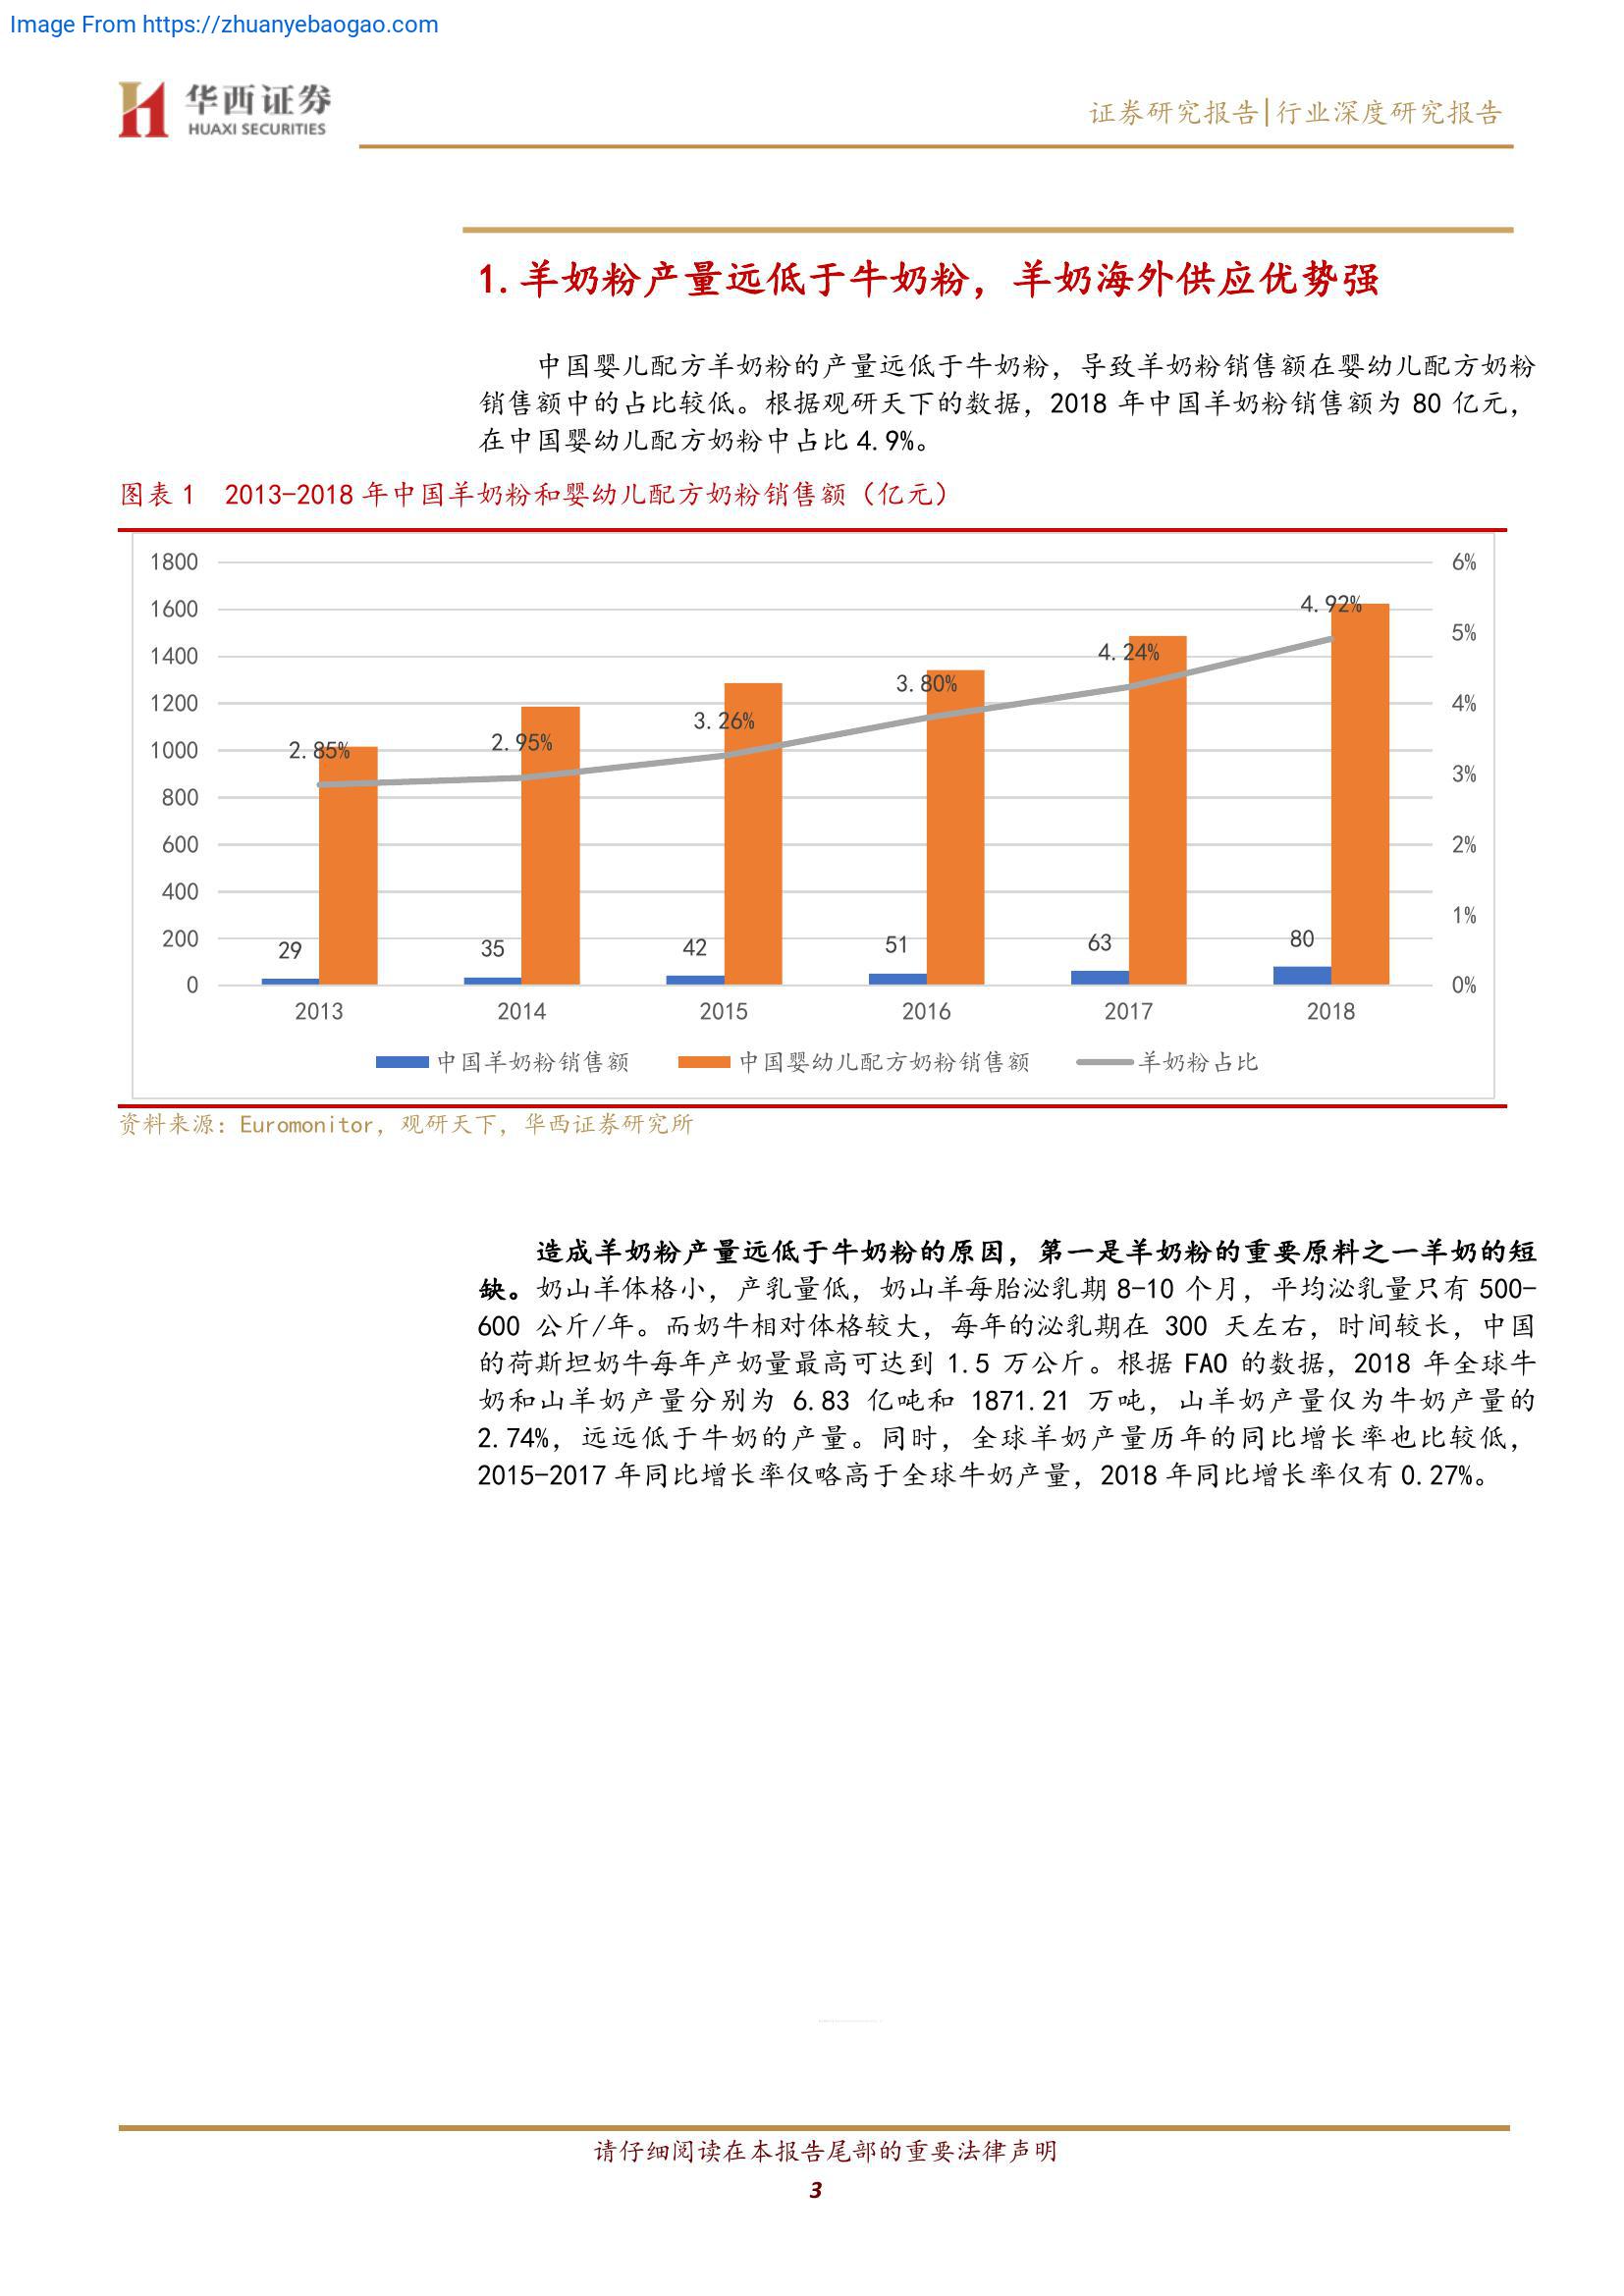 Image From https://zhuanyebaogao.com
华西证券
HUAXI SECURITIES
证券研究报告|行业深度研究报告
1.羊奶粉产量远低于牛奶粉，羊奶海外供应优势强
中国婴儿配方羊奶粉的产量远低于牛奶粉，导致羊奶粉销售额在婴幼儿配方奶粉
销售额中的占比较低。根据观研天下的数据，2018 年中国羊奶粉销售额为 80 亿元，
在中国婴幼儿配方奶粉中占比 4.9%。
图表 1 2013-2018 年中国羊奶粉和婴幼儿配方奶粉销售额（亿元）
1800 6%
1600 4.92%
5%
1400 4.24%
1200 3.80% 4%
3.26%
1000 2.85% 2.95%
3%
800
600 2%
400
1%
200 29 35 42 51 63 80
0 0%
2013 2014 2015 2016 2017 2018
中国羊奶粉销售额 中国婴幼儿配方奶粉销售额 羊奶粉占比
资料来源：Euromonitor，观研天下，华西证券研究所
造成羊奶粉产量远低于牛奶粉的原因，第一是羊奶粉的重要原料之一羊奶的短
缺。奶山羊体格小，产乳量低，奶山羊每胎泌乳期 8-10 个月，平均泌乳量只有 500-
600 公斤/年。而奶牛相对体格较大，每年的泌乳期在 300 天左右，时间较长，中国
的荷斯坦奶牛每年产奶量最高可达到 1.5 万公斤。根据 FAO 的数据，2018 年全球牛
奶和山羊奶产量分别为 6.83 亿吨和 1871.21 万吨，山羊奶产量仅为牛奶产量的
2.74%，远远低于牛奶的产量。同时，全球羊奶产量历年的同比增长率也比较低，
2015-2017 年同比增长率仅略高于全球牛奶产量，2018 年同比增长率仅有 0.27%。
请仔细阅读在本报告尾部的重要法律声明
3